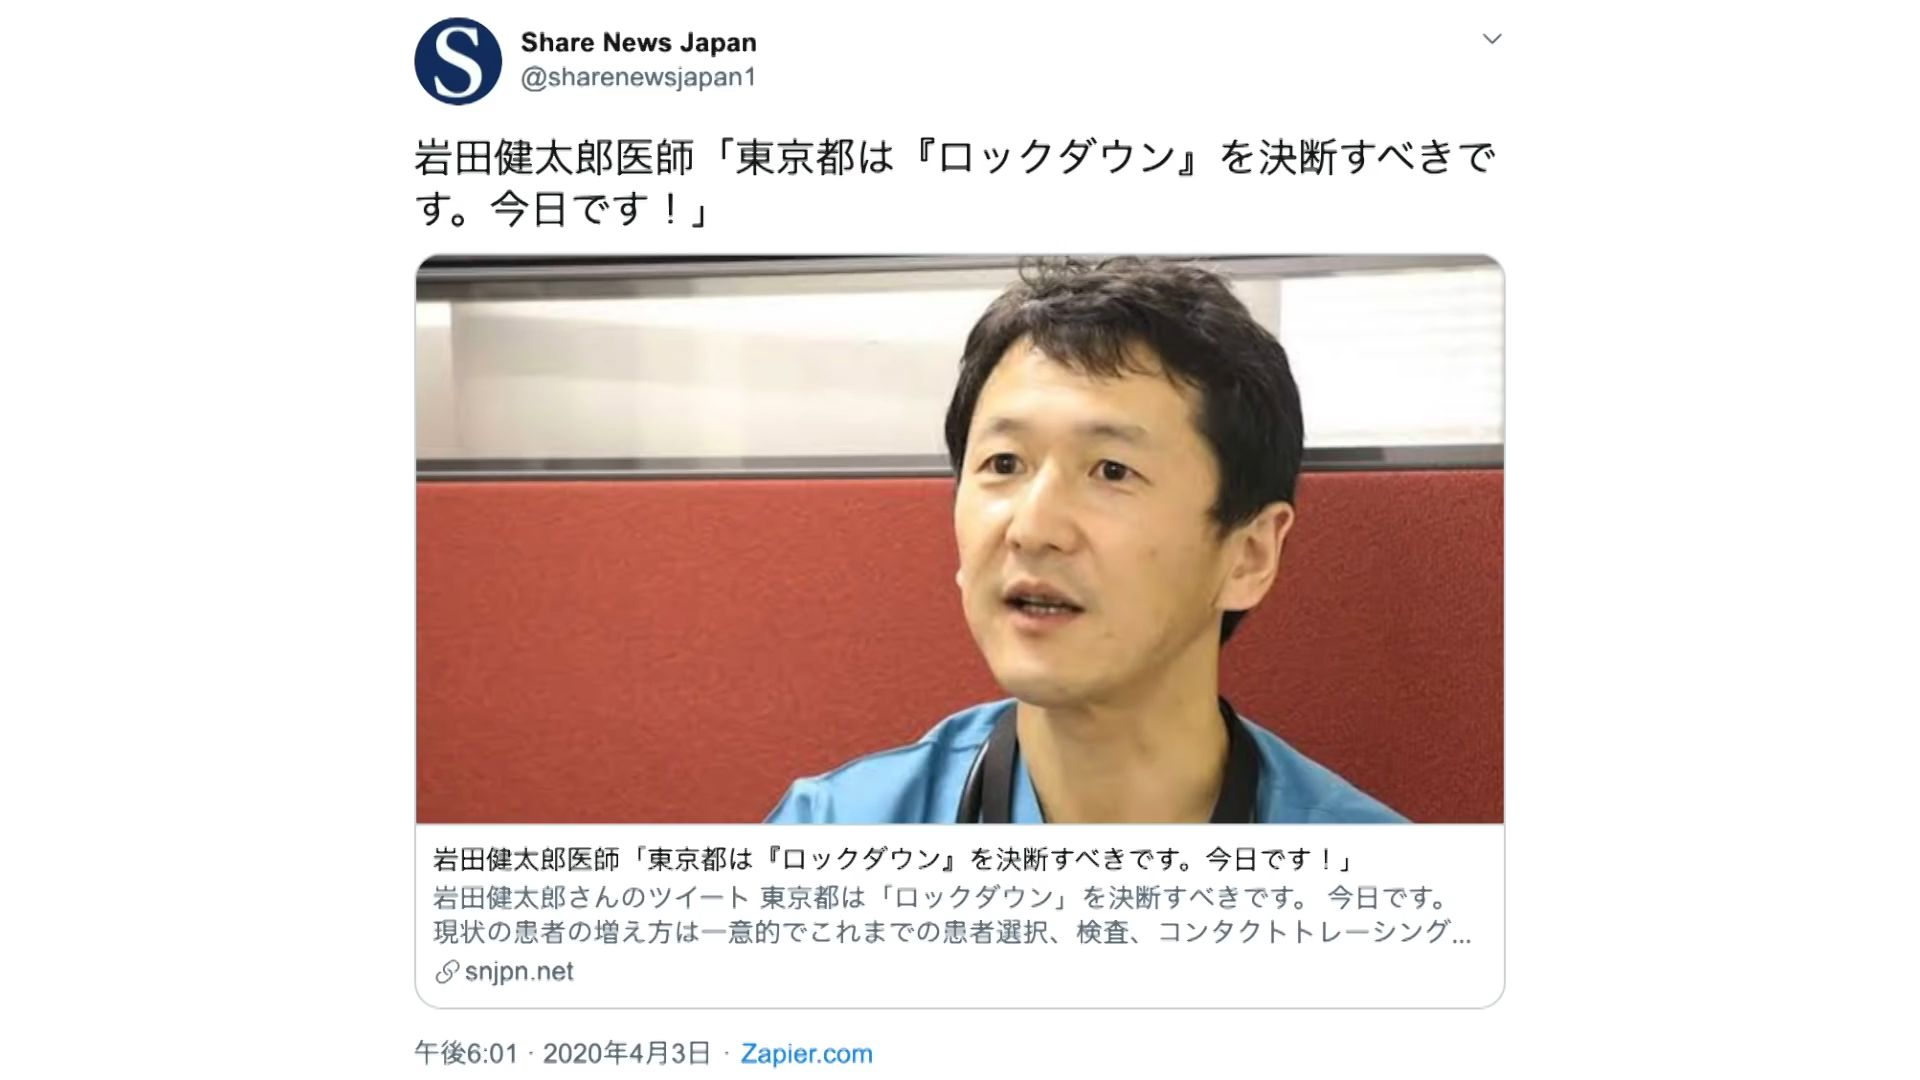 S
Share News Japan
@sharenewsjapan1
岩田健太郎医師「東京都は『ロックダウン』を決断すべきで
す。今日です！」
岩田健太郎医師「東京都は『ロックダウン』を決断すべきです。今日です！」
岩田健太郎さんのツイート 東京都は「ロックダウン」を決断すべきです。 今日です。
現状の患者の増え方は一意的でこれまでの患者選択、検査、コンタクトトレーシング...
snjpn.net
午後6:01 · 2020年4月3日 · Zapier.com